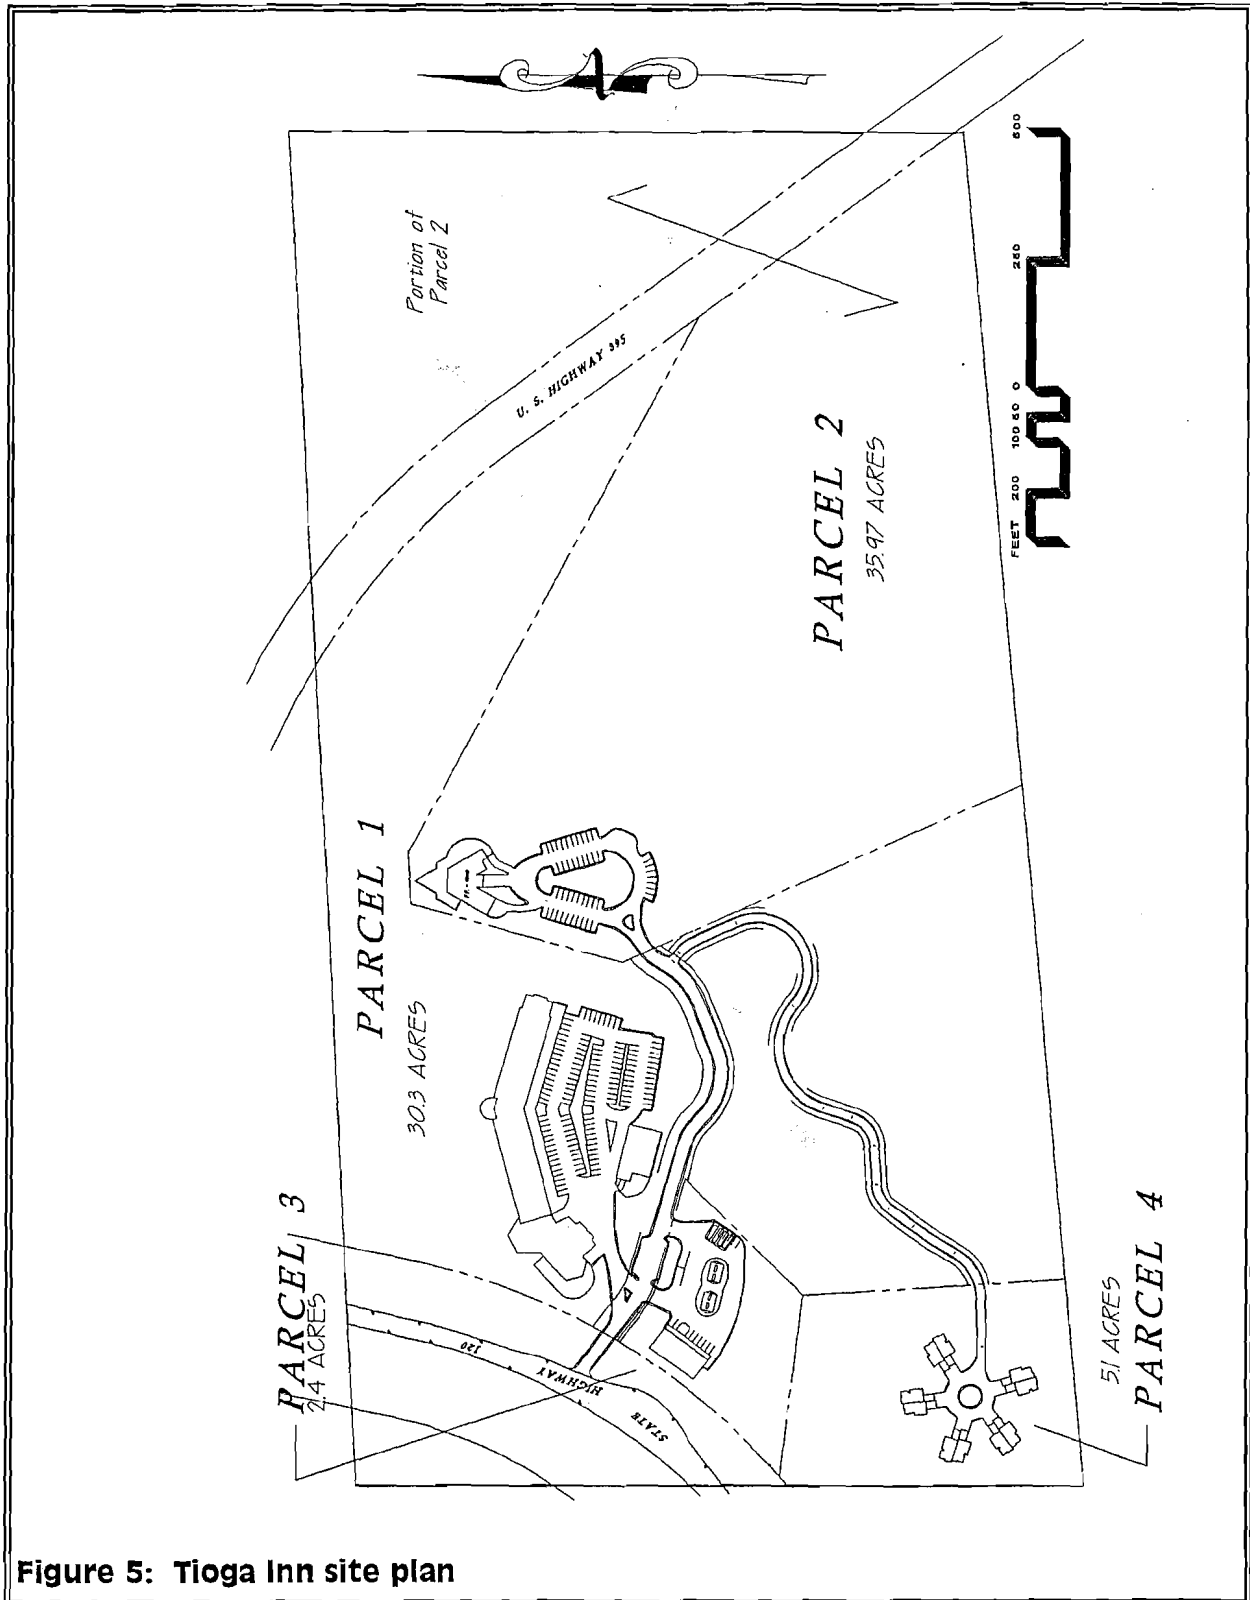 Portion of
Parcel 2
U. S. HIGHWAY 395
500
250
0
50
100
200
FEET
PARCEL 2
35.97 ACRES
PARCEL 1
30.3 ACRES
PARCEL 3
2.4 ACRES
STATE HIGHWAY 120
5.1 ACRES
PARCEL 4
Figure 5: Tioga Inn site plan